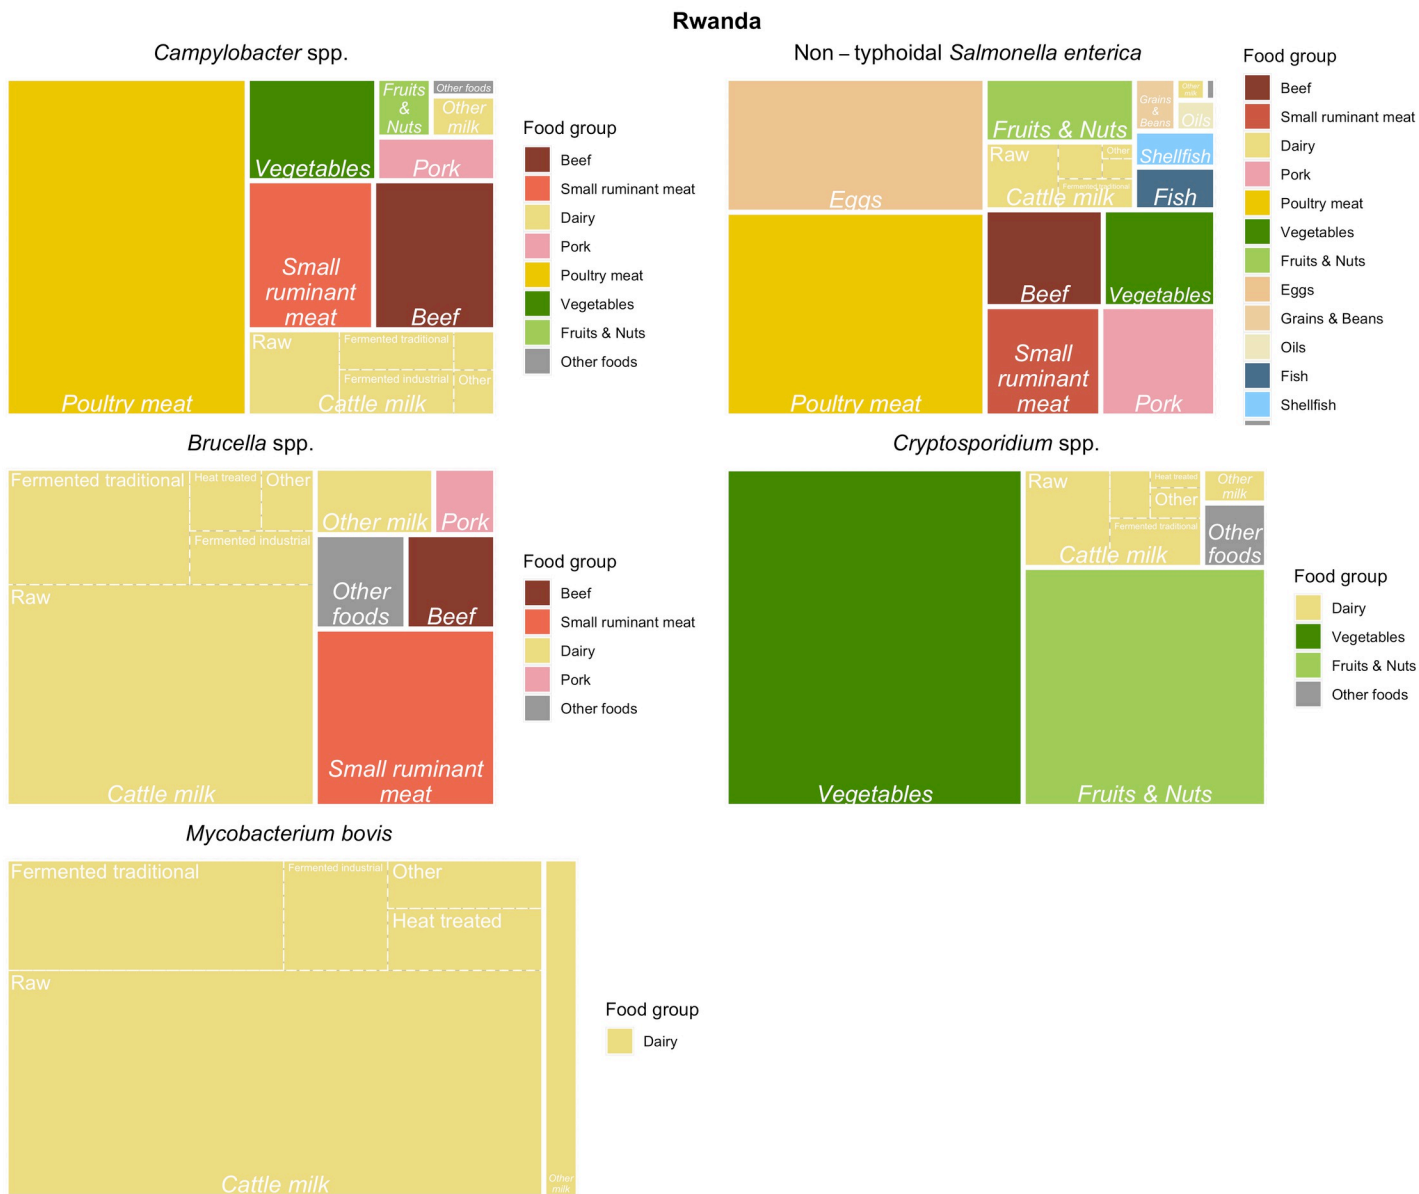 Rwanda
Campylobacter spp.
Poultry meat
Vegetables
Fruits
&
Nuts
Other foods
Other
milk
Pork
Small
ruminant
meat
Beef
Raw
Fermented traditional
Fermented industrial
Other
Cattle milk
Food group
Beef
Small ruminant meat
Dairy
Pork
Poultry meat
Vegetables
Fruits & Nuts
Other foods
Non – typhoidal Salmonella enterica
Eggs
Poultry meat
Fruits & Nuts
Grains
&
Beans
Other
milk
Oils
Raw
Other
Fermented traditional
Cattle milk
Shellfish
Fish
Beef
Vegetables
Small
ruminant
meat
Pork
Food group
Beef
Small ruminant meat
Dairy
Pork
Poultry meat
Vegetables
Fruits & Nuts
Eggs
Grains & Beans
Oils
Fish
Shellfish
Brucella spp.
Fermented traditional
Heat treated
Other
Fermented industrial
Raw
Cattle milk
Other milk
Pork
Other
foods
Beef
Small ruminant
meat
Food group
Beef
Small ruminant meat
Dairy
Pork
Other foods
Cryptosporidium spp.
Vegetables
Raw
Heat treated
Other
Fermented traditional
Cattle milk
Other
milk
Other
foods
Fruits & Nuts
Food group
Dairy
Vegetables
Fruits & Nuts
Other foods
Mycobacterium bovis
Fermented traditional
Fermented industrial
Other
Heat treated
Raw
Cattle milk
Other
milk
Food group
Dairy